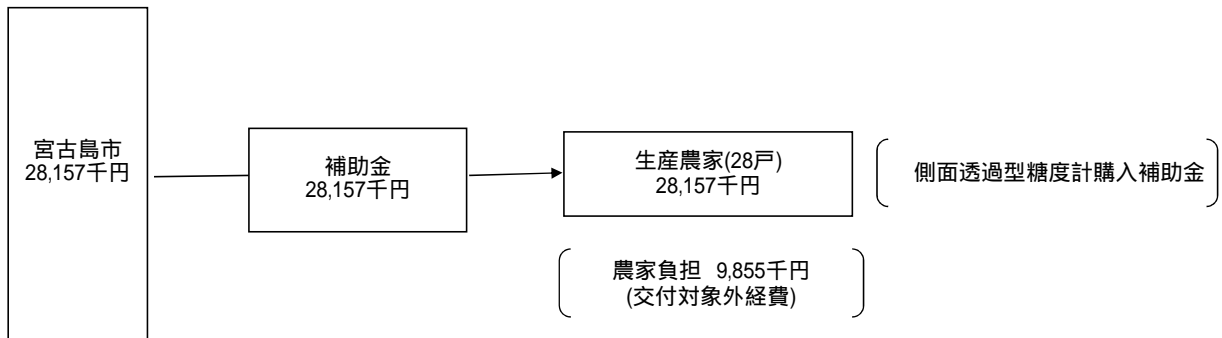 宮古島市
28,157千円
補助金
28,157千円
生産農家(28戸)
28,157千円
側面透過型糖度計購入補助金
農家負担 9,855千円
(交付対象外経費)